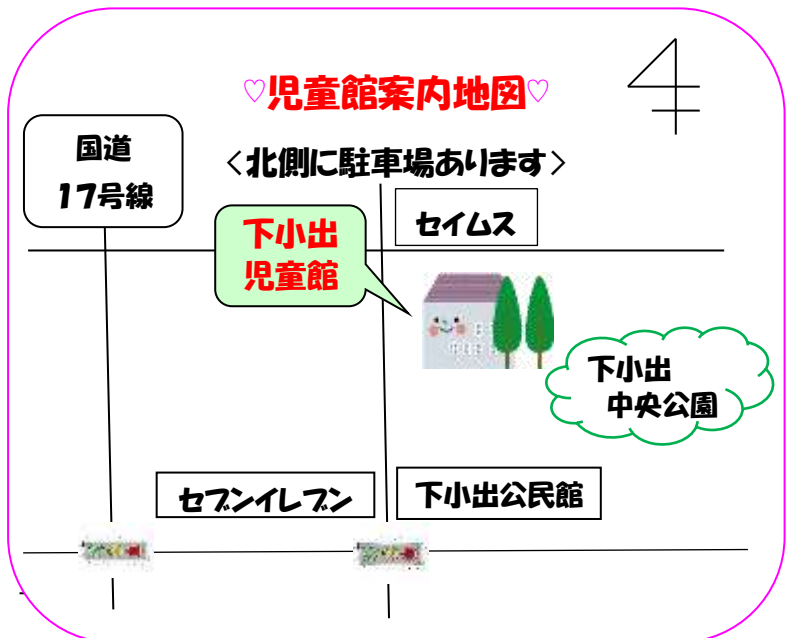 ♡児童館案内地図♡
国道
17号線
<北側に駐車場あります>
セイムス
下小出
児童館
下小出
中央公園
セブンイレブン
下小出公民館